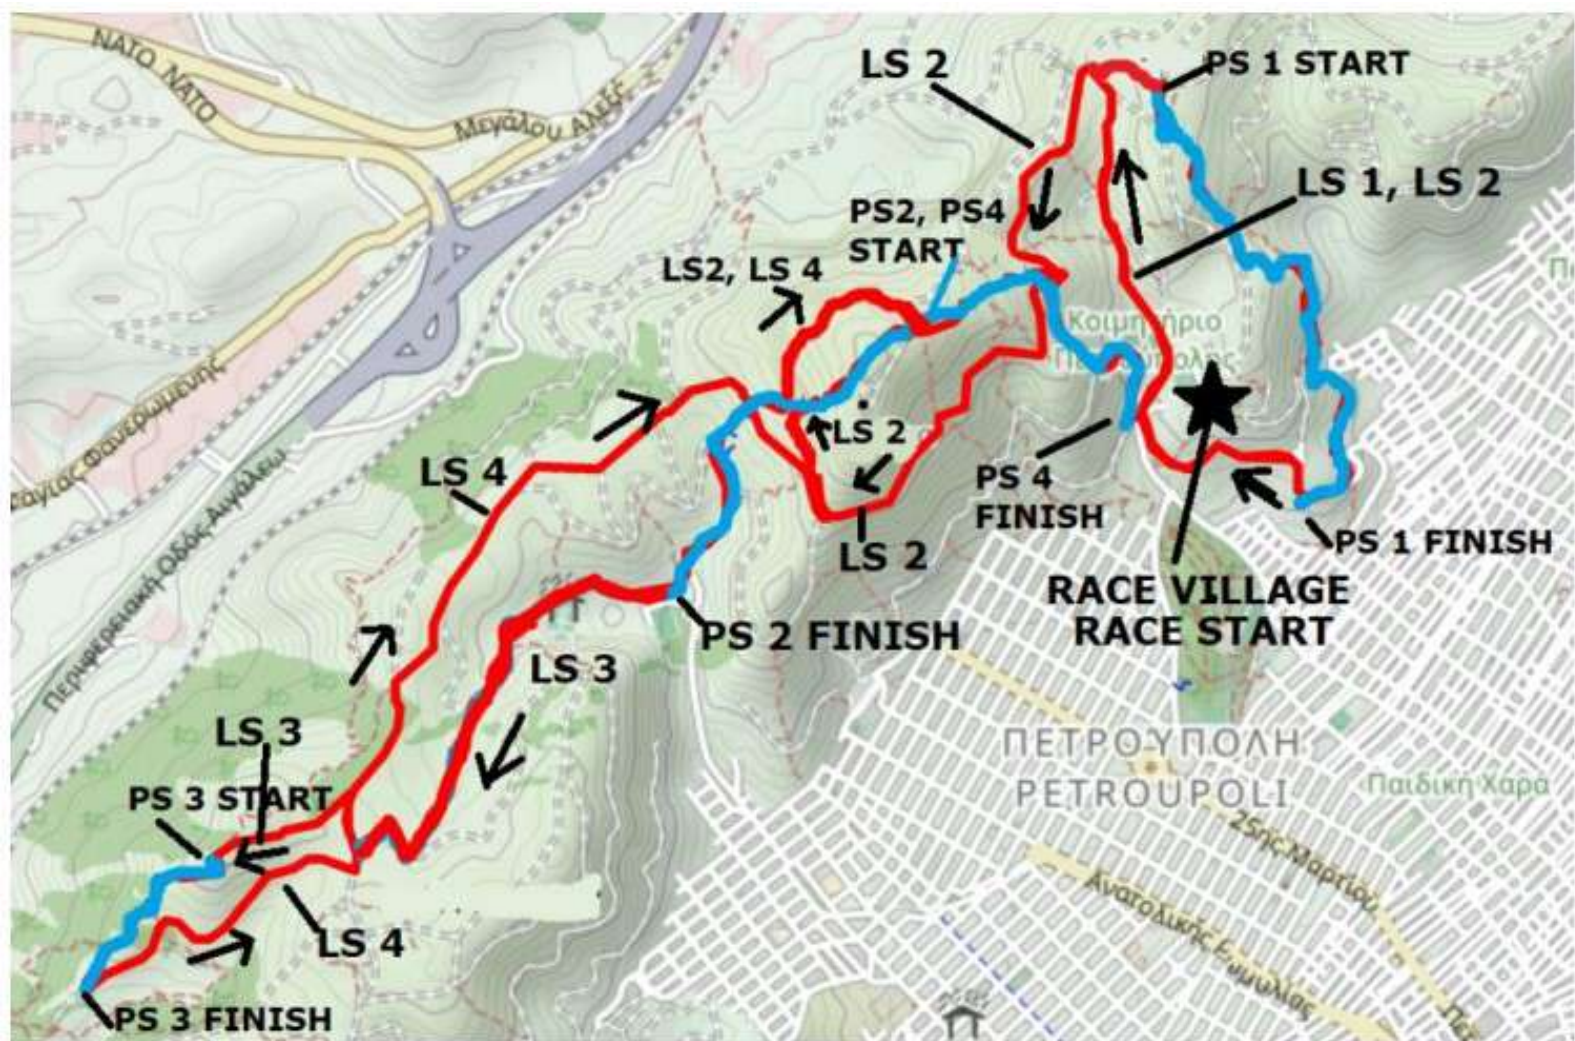 ΝΑΤΟ ΝΑΤΟ
Μεγάλου Αλεξ
LS 2
PS 1 START
LS 1, LS 2
PS2, PS4
START
LS2, LS 4
Κοιμητήριο
LS 2
LS 4
PS 4
FINISH
LS 2
PS 1 FINISH
RACE VILLAGE
RACE START
PS 2 FINISH
LS 3
Περιφερειακή Οδός Αιγάλεω
LS 3
PS 3 START
ΠΕΤΡΟΥΠΟΛΗ
PETROUPOLI
Παιδική Χαρά
25ης Μαρτίου
LS 4
PS 3 FINISH